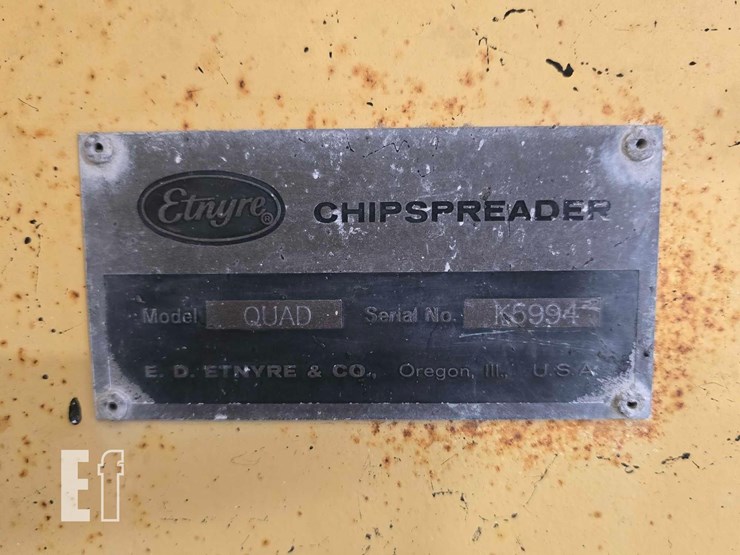 Etnyre® CHIPSPREADER
Model QUAD Serial No. K5994
E. D. ETNYRE & CO., Oregon, Ill., U.S.A.
Ef